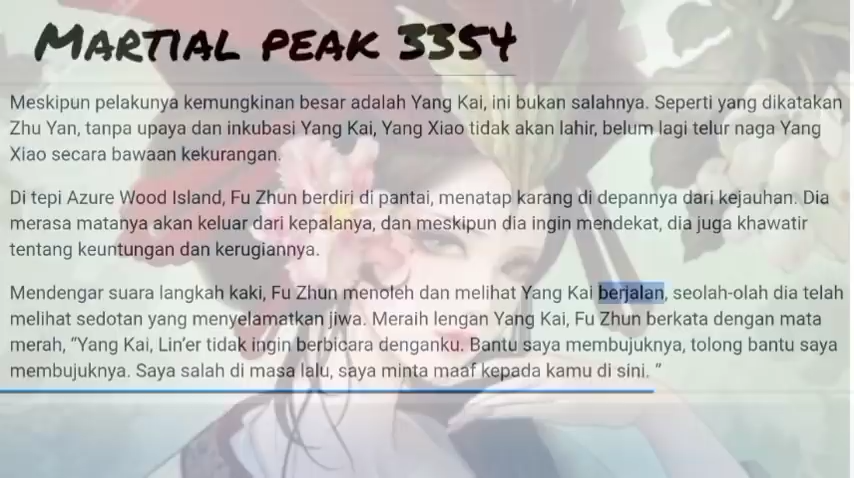 MARTIAL PEAK 3354
Meskipun pelakunya kemungkinan besar adalah Yang Kai, ini bukan salahnya. Seperti yang dikatakan
Zhu Yan, tanpa upaya dan inkubasi Yang Kai, Yang Xiao tidak akan lahir, belum lagi telur naga Yang
Xiao secara bawaan kekurangan.
Di tepi Azure Wood Island, Fu Zhun berdiri di pantai, menatap karang di depannya dari kejauhan. Dia
merasa matanya akan keluar dari kepalanya, dan meskipun dia ingin mendekat, dia juga khawatir
tentang keuntungan dan kerugiannya.
Mendengar suara langkah kaki, Fu Zhun menoleh dan melihat Yang Kai berjalan, seolah-olah dia telah
melihat sedotan yang menyelamatkan jiwa. Meraih lengan Yang Kai, Fu Zhun berkata dengan mata
merah, “Yang Kai, Lin’er tidak ingin berbicara denganku. Bantu saya membujuknya, tolong bantu saya
membujuknya. Saya salah di masa lalu, saya minta maaf kepada kamu di sini. ”